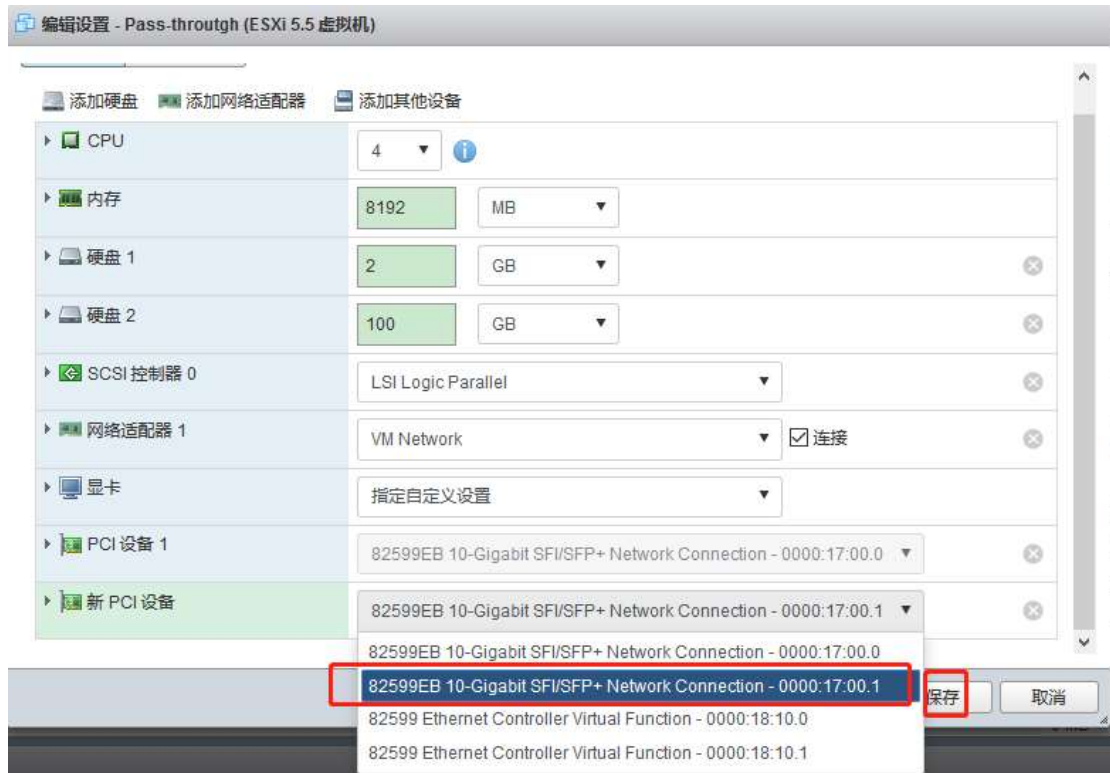 编辑设置 - Pass-throutgh (ESXi 5.5 虚拟机)
添加硬盘 添加网络适配器 添加其他设备
CPU 4
内存 8192 MB
硬盘 1 2 GB
硬盘 2 100 GB
SCSI 控制器 0 LSI Logic Parallel
网络适配器 1 VM Network 连接
显卡 指定自定义设置
PCI 设备 1 82599EB 10-Gigabit SFI/SFP+ Network Connection - 0000:17:00.0
新 PCI 设备 82599EB 10-Gigabit SFI/SFP+ Network Connection - 0000:17:00.1
82599EB 10-Gigabit SFI/SFP+ Network Connection - 0000:17:00.0
82599EB 10-Gigabit SFI/SFP+ Network Connection - 0000:17:00.1 保存 取消
82599 Ethernet Controller Virtual Function - 0000:18:10.0
82599 Ethernet Controller Virtual Function - 0000:18:10.1